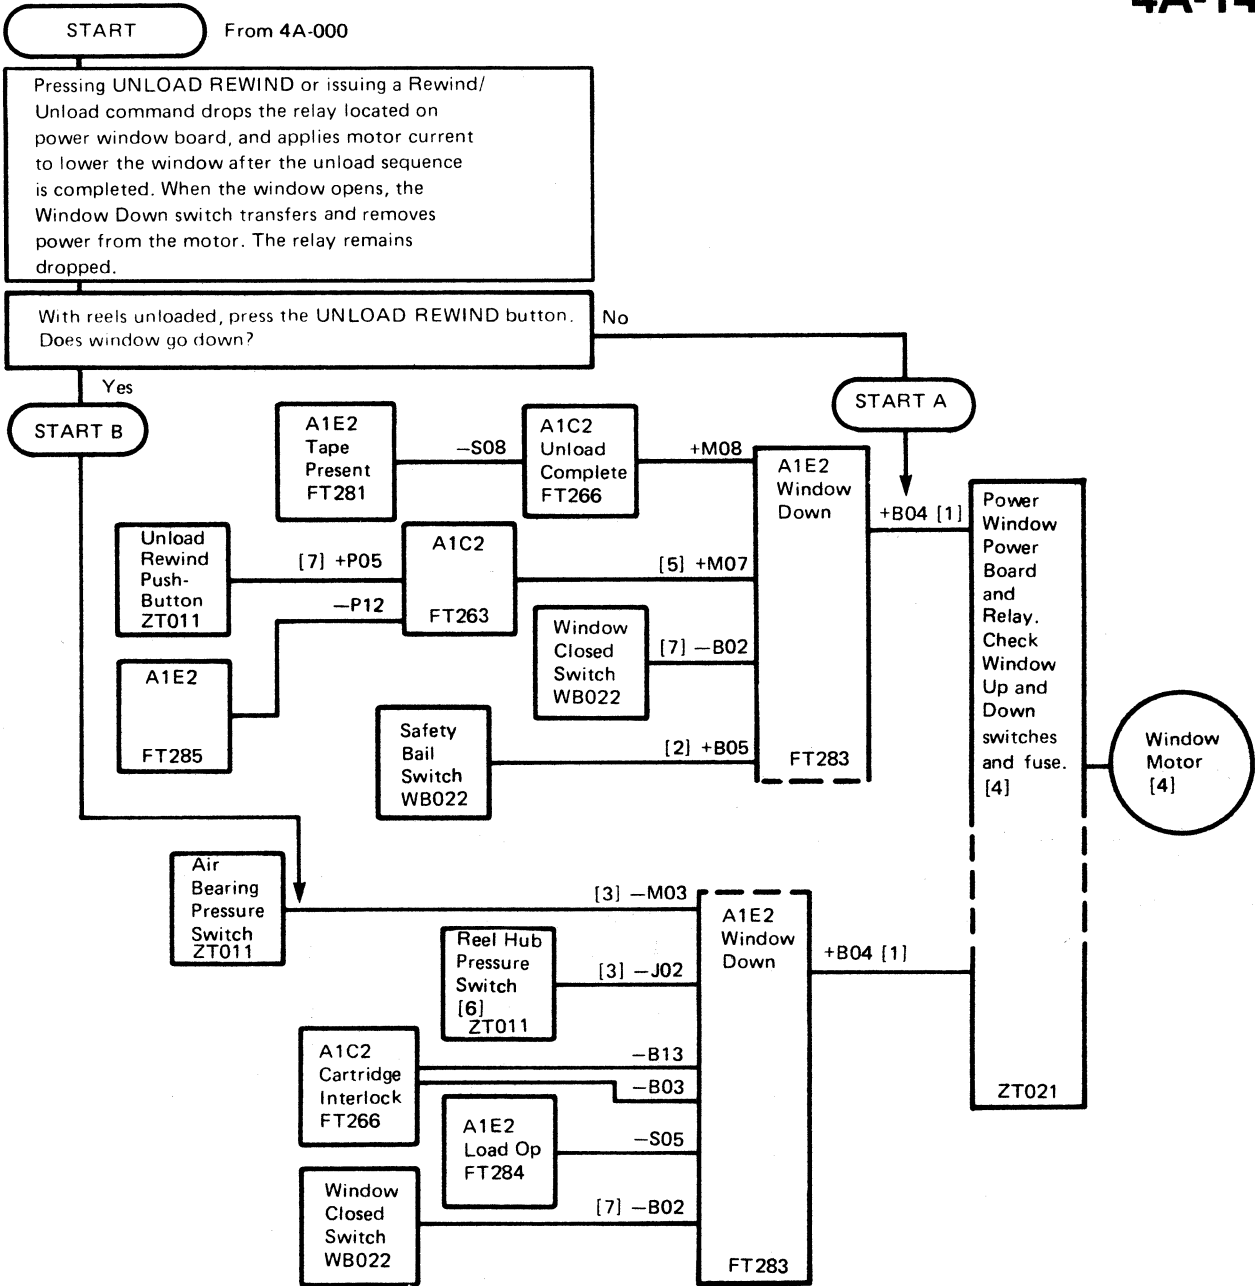 4A-14
START
From 4A-000
Pressing UNLOAD REWIND or issuing a Rewind/
Unload command drops the relay located on
power window board, and applies motor current
to lower the window after the unload sequence
is completed. When the window opens, the
Window Down switch transfers and removes
power from the motor. The relay remains
dropped.
With reels unloaded, press the UNLOAD REWIND button.
Does window go down?
No
Yes
START A
START B
A1E2
Tape
Present
FT281
—S08
A1C2
Unload
Complete
FT266
+M08
A1E2
Window
Down
FT283
+B04 [1]
Unload
Rewind
Push-
Button
ZT011
[7] +P05
—P12
A1C2
FT263
[5] +M07
A1E2
FT285
Window
Closed
Switch
WB022
[7] —B02
Safety
Bail
Switch
WB022
[2] +B05
Power
Window
Power
Board
and
Relay.
Check
Window
Up and
Down
switches
and fuse.
[4]
ZT021
Window
Motor
[4]
Air
Bearing
Pressure
Switch
ZT011
[3] —M03
Reel Hub
Pressure
Switch
[6]
ZT011
[3] —J02
A1C2
Cartridge
Interlock
FT266
—B13
—B03
A1E2
Load Op
FT284
—S05
Window
Closed
Switch
WB022
[7] —B02
A1E2
Window
Down
FT283
+B04 [1]